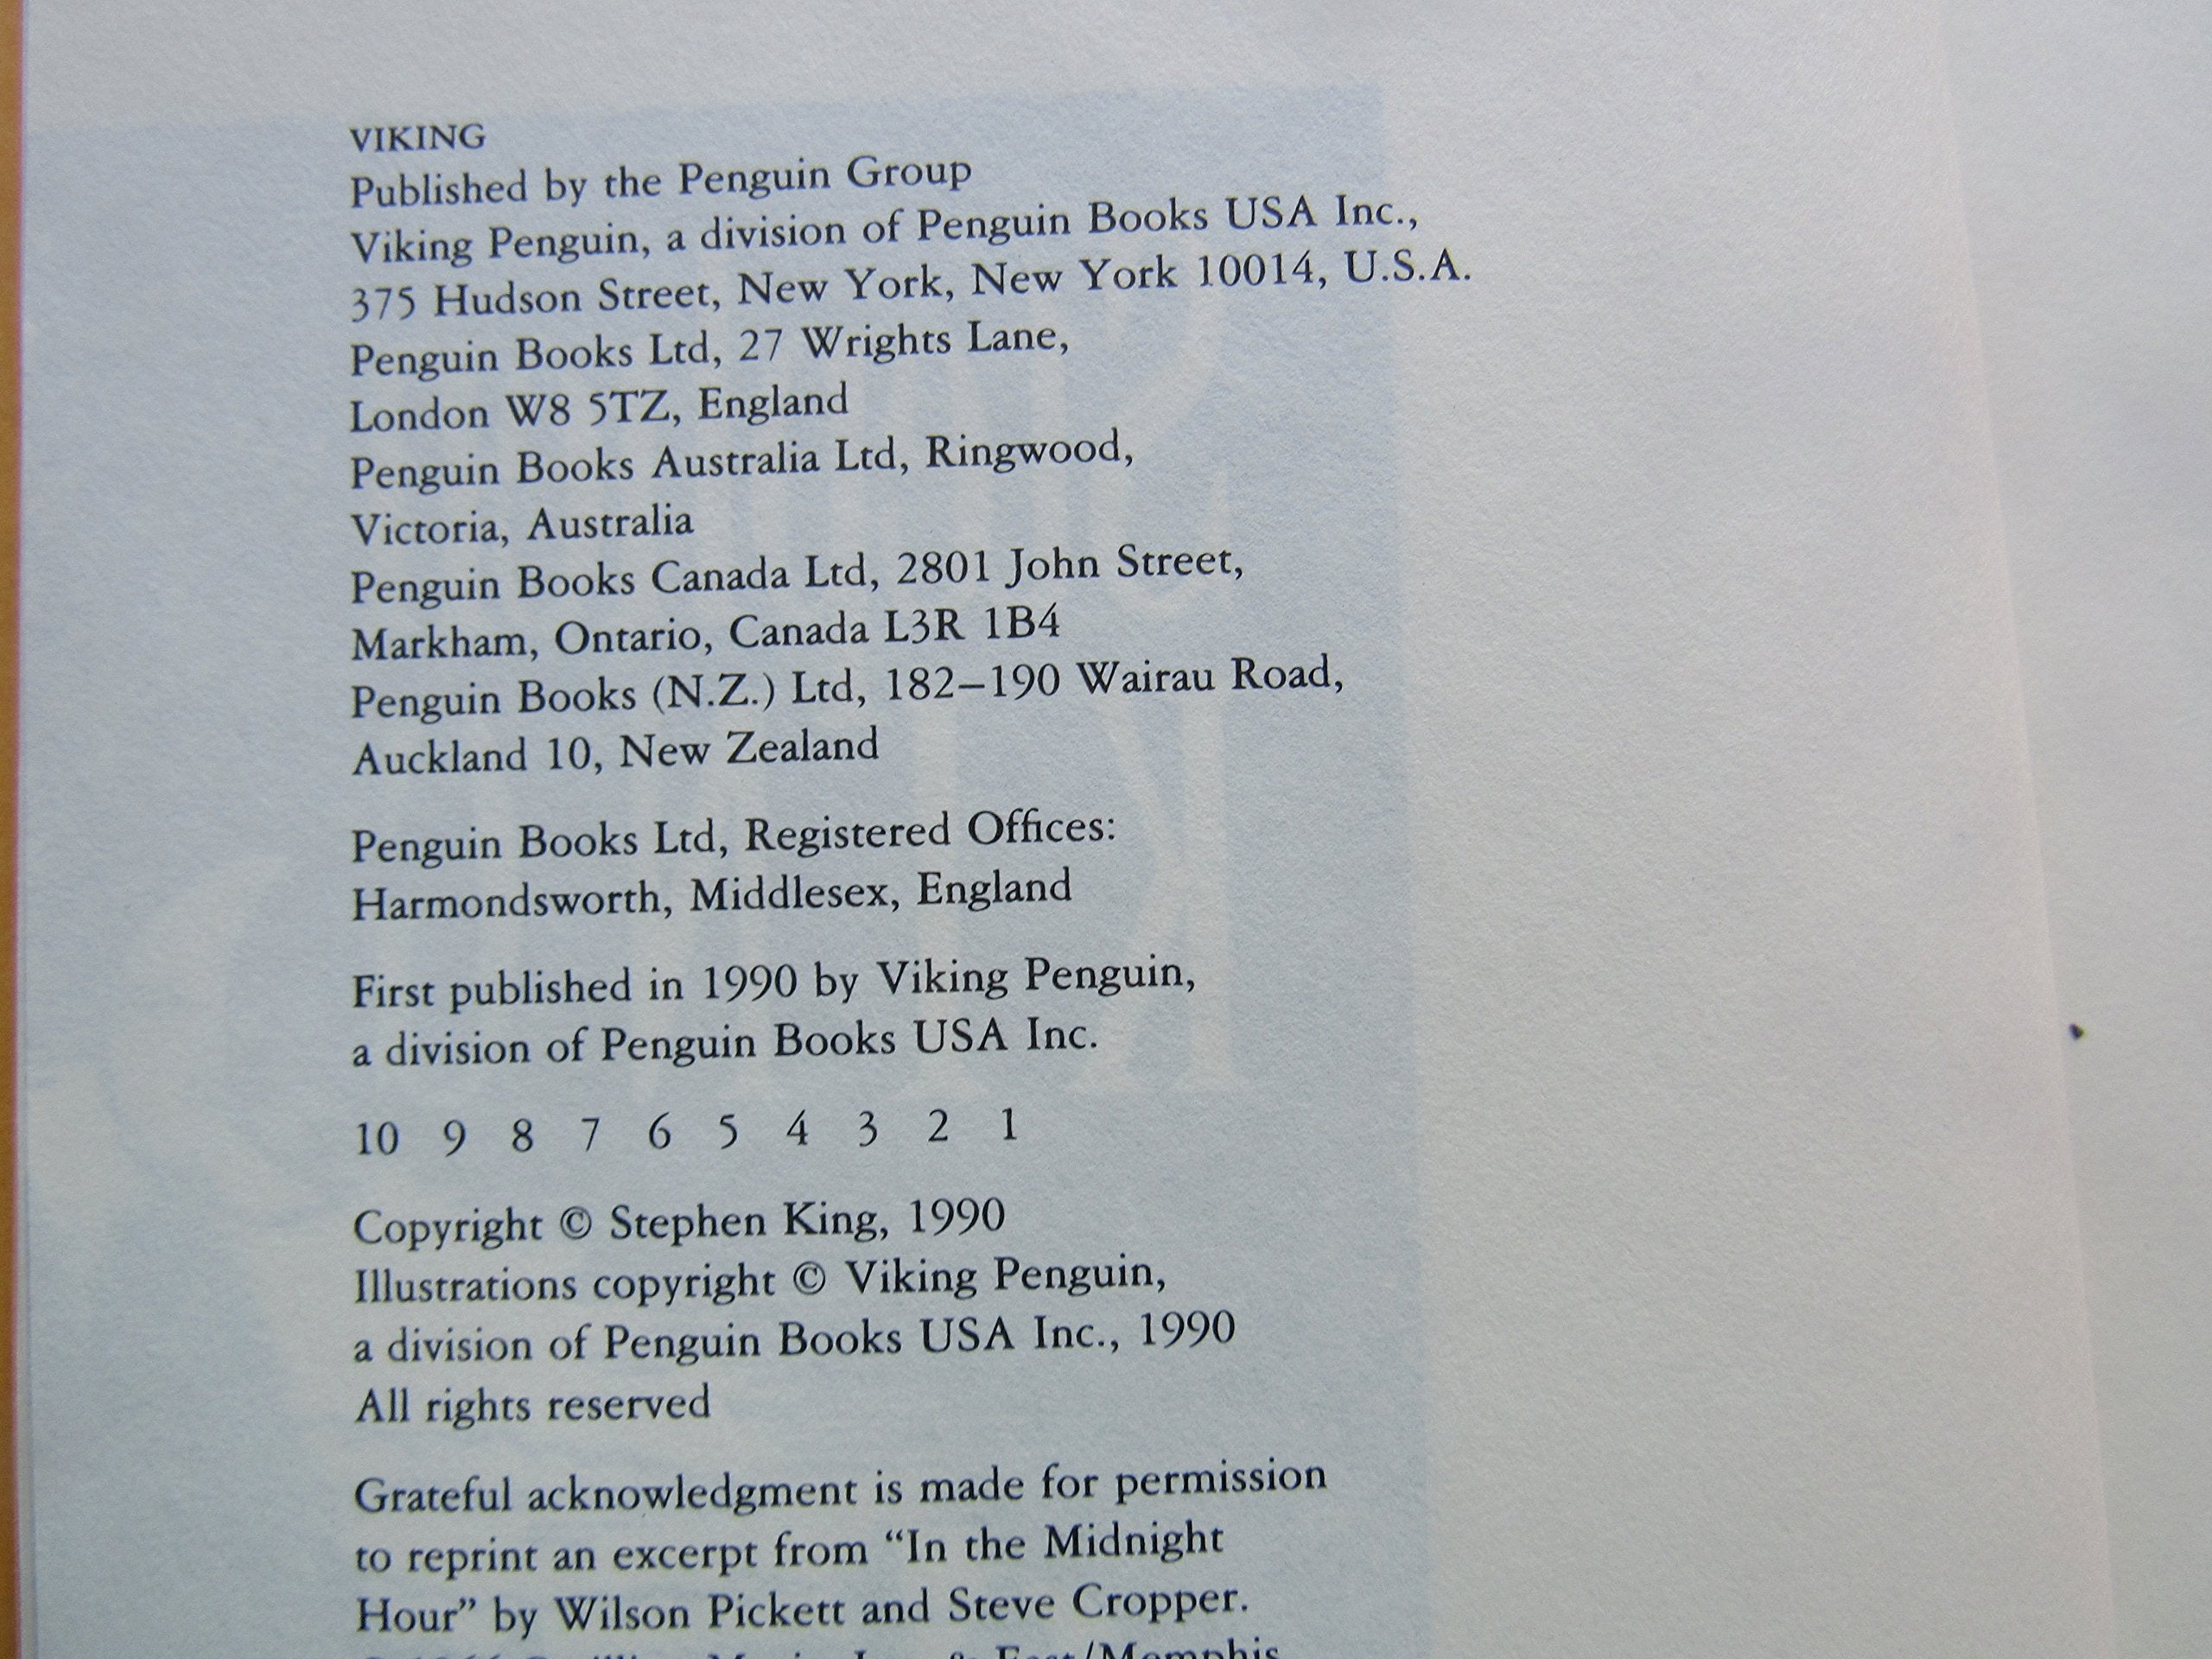 VIKING
Published by the Penguin Group
Viking Penguin, a division of Penguin Books USA Inc.,
375 Hudson Street, New York, New York 10014, U.S.A.
Penguin Books Ltd, 27 Wrights Lane,
London W8 5TZ, England
Penguin Books Australia Ltd, Ringwood,
Victoria, Australia
Penguin Books Canada Ltd, 2801 John Street,
Markham, Ontario, Canada L3R 1B4
Penguin Books (N.Z.) Ltd, 182–190 Wairau Road,
Auckland 10, New Zealand
Penguin Books Ltd, Registered Offices:
Harmondsworth, Middlesex, England
First published in 1990 by Viking Penguin,
a division of Penguin Books USA Inc.
10 9 8 7 6 5 4 3 2 1
Copyright © Stephen King, 1990
Illustrations copyright © Viking Penguin,
a division of Penguin Books USA Inc., 1990
All rights reserved
Grateful acknowledgment is made for permission
to reprint an excerpt from “In the Midnight
Hour” by Wilson Pickett and Steve Cropper.
& East/Memphis